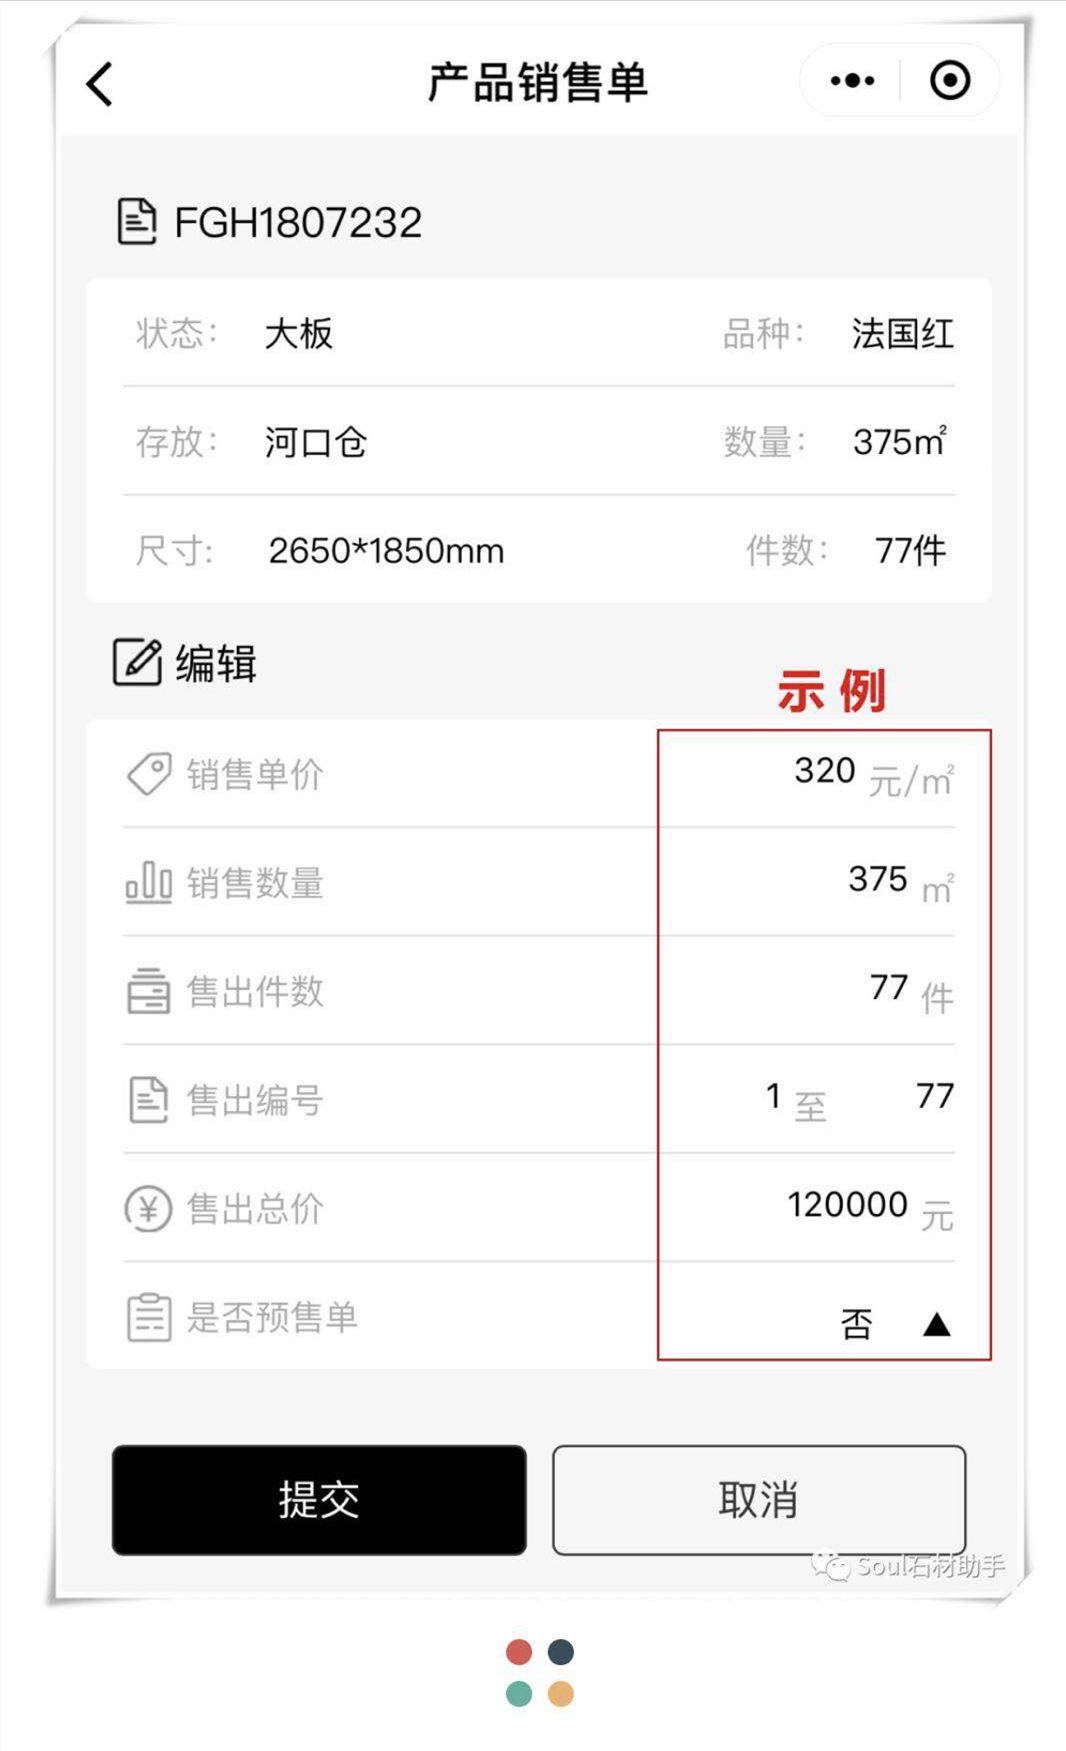 产品销售单
FGH1807232
状态： 大板 品种： 法国红
存放： 河口仓 数量： 375㎡
尺寸: 2650*1850mm 件数： 77件
编辑
示 例
销售单价 320 元/㎡
销售数量 375 ㎡
售出件数 77 件
售出编号 1 至 77
售出总价 120000 元
是否预售单 否 ▲
提交 取消
Soul石材助手